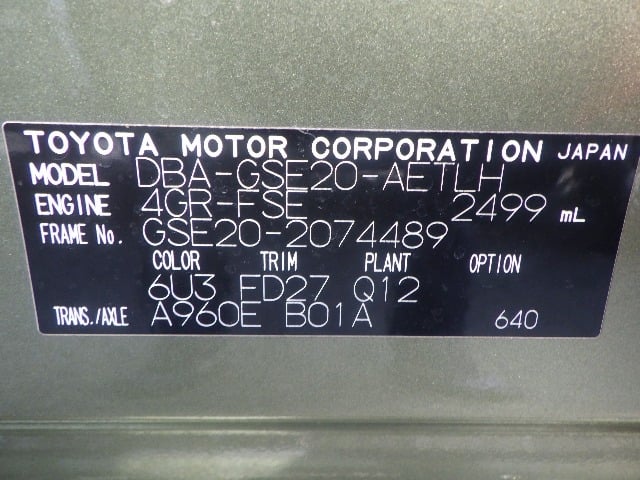 TOYOTA MOTOR CORPORATION JAPAN
MODEL DBA-GSE20-AETLH
ENGINE 4GR-FSE 2499 mL
FRAME No. GSE20-2074489
COLOR TRIM PLANT OPTION
6U3 FD27 Q12
TRANS./AXLE A960E B01A 640